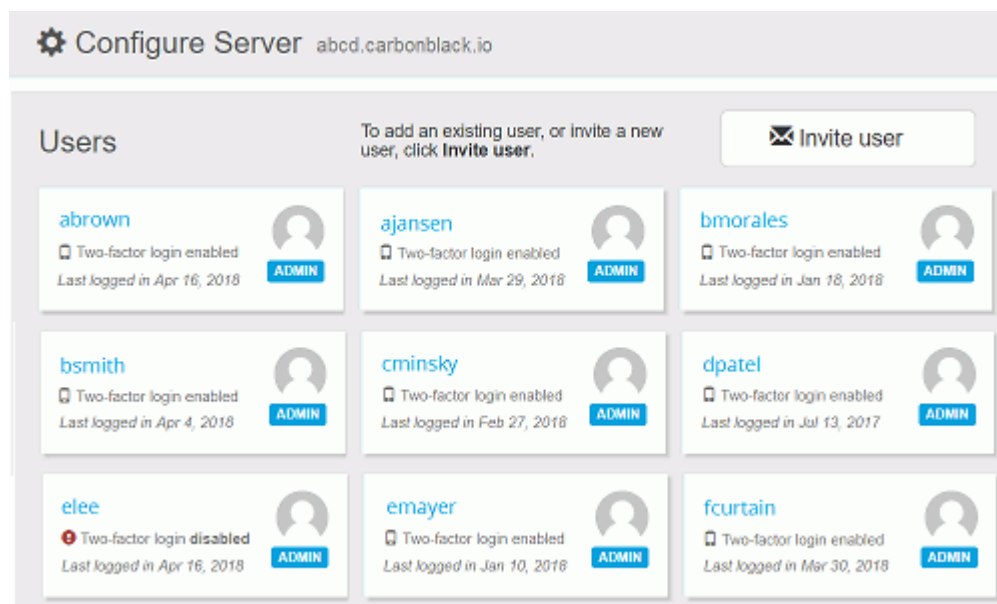 Configure Server abcd.carbonblack.io
Users
To add an existing user, or invite a new
user, click Invite user.
Invite user
abrown
Two-factor login enabled
Last logged in Apr 16, 2018
ADMIN
ajansen
Two-factor login enabled
Last logged in Mar 29, 2018
ADMIN
bmorales
Two-factor login enabled
Last logged in Jan 18, 2018
ADMIN
bsmith
Two-factor login enabled
Last logged in Apr 4, 2018
ADMIN
cminsky
Two-factor login enabled
Last logged in Feb 27, 2018
ADMIN
dpatel
Two-factor login enabled
Last logged in Jul 13, 2017
ADMIN
elee
Two-factor login disabled
Last logged in Apr 16, 2018
ADMIN
emayer
Two-factor login enabled
Last logged in Jan 10, 2018
ADMIN
fcurtain
Two-factor login enabled
Last logged in Mar 30, 2018
ADMIN